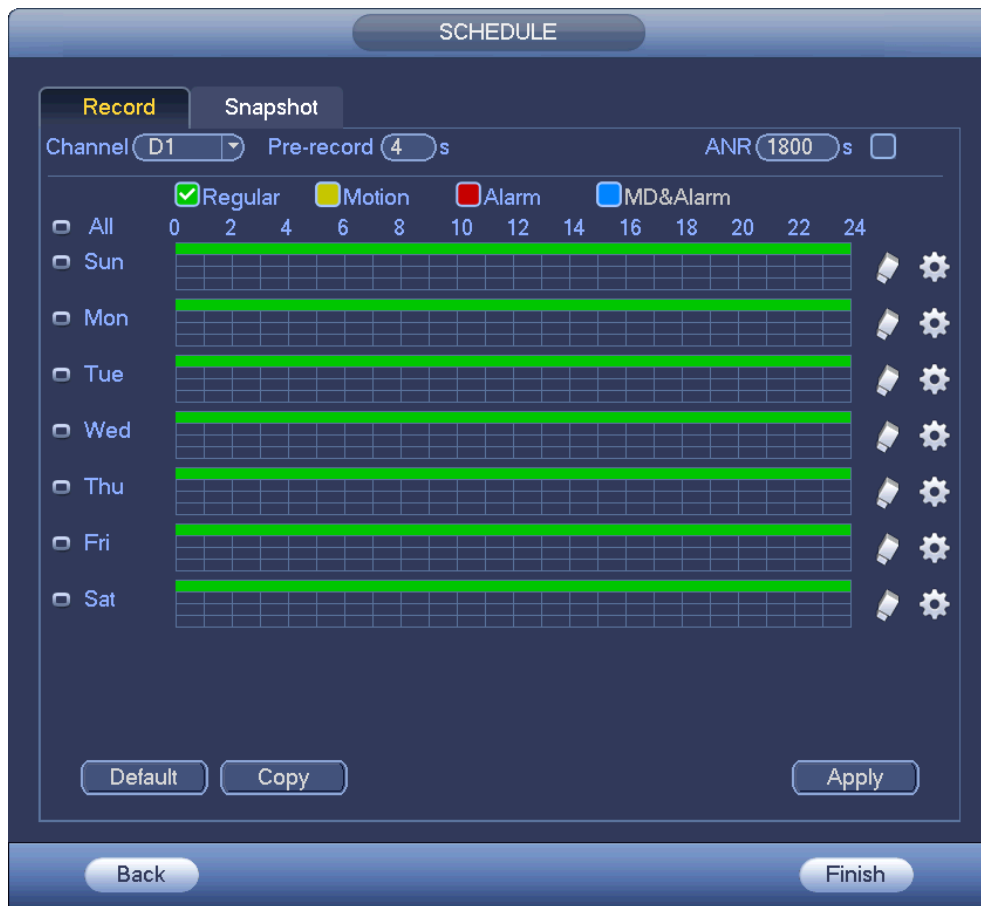 SCHEDULE
Record Snapshot
Channel D1 Pre-record 4 s ANR 1800 s
Regular Motion Alarm MD&Alarm
All 0 2 4 6 8 10 12 14 16 18 20 22 24
Sun
Mon
Tue
Wed
Thu
Fri
Sat
Default Copy Apply
Back Finish